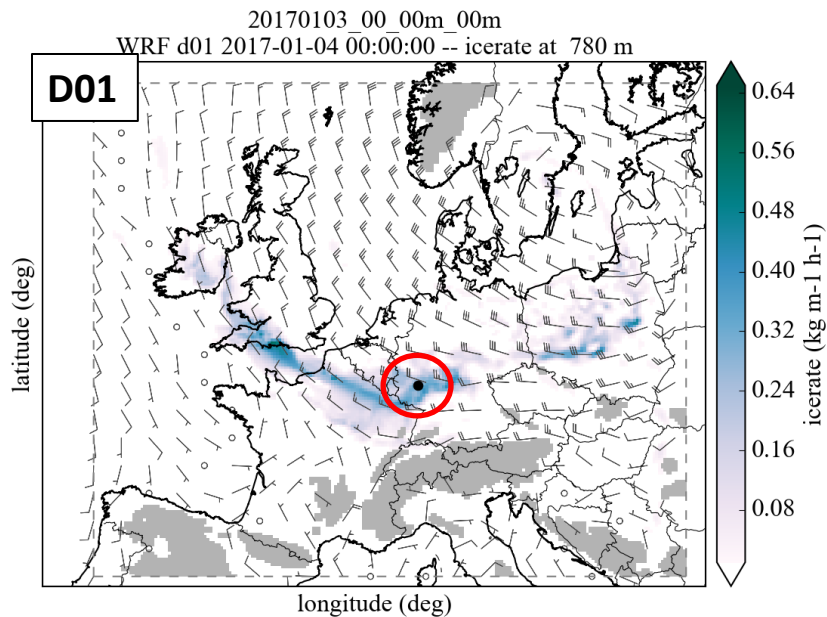 20170103_00_00m_00m
WRF d01 2017-01-04 00:00:00 -- icerate at  780 m
D01
latitude (deg)
longitude (deg)
0.64
0.56
0.48
0.40
0.32
0.24
0.16
0.08
icerate (kg m-1 h-1)